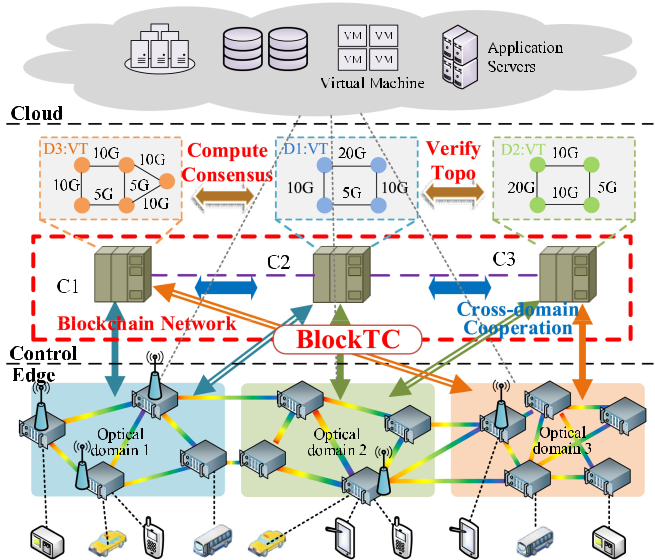 VM VM
VM VM
Virtual Machine
Application
Servers
Cloud
D3:VT
10G
10G
10G
5G
5G
10G
Compute
Consensus
D1:VT
20G
10G
5G
10G
Verify
Topo
D2:VT
10G
20G
10G
5G
C1
C2
C3
Blockchain Network
BlockTC
Cross-domain
Cooperation
Control
Edge
Optical
domain 1
Optical
domain 2
Optical
domain 3